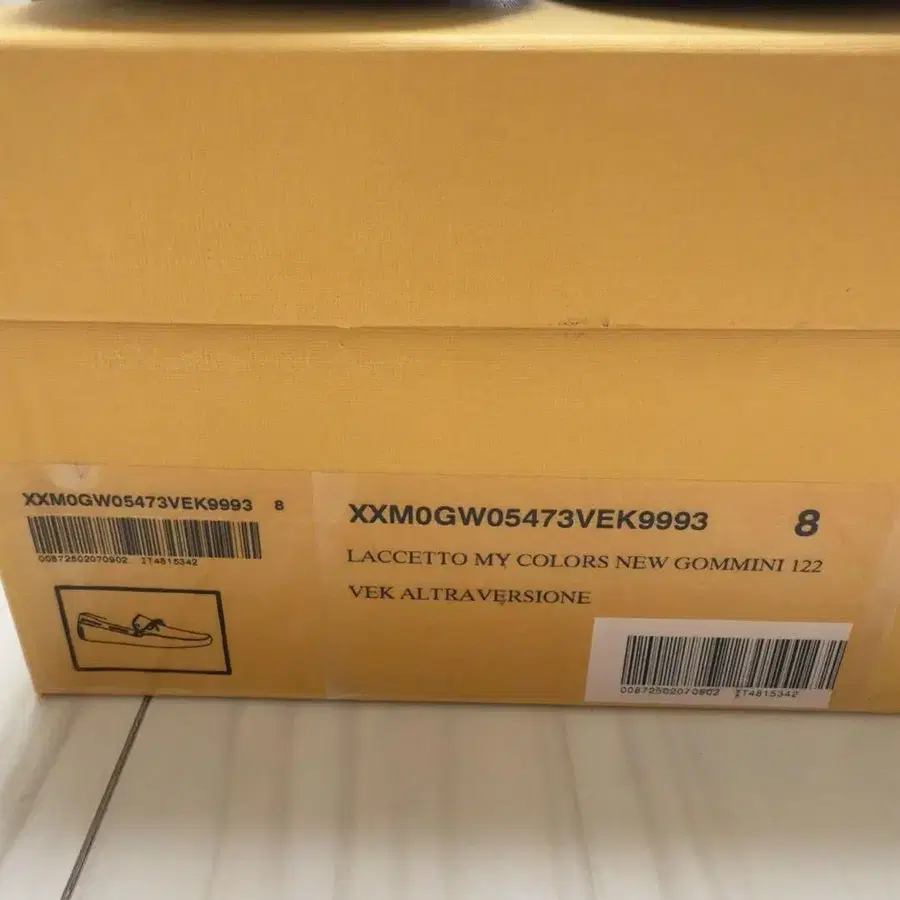 XXM0GW05473VEK9993 8
00872502070902 IT4815342
XXM0GW05473VEK9993 8
LACCETTO MY COLORS NEW GOMMINI 122
VEK ALTRAVERSIONE
00872502070902 IT4815342